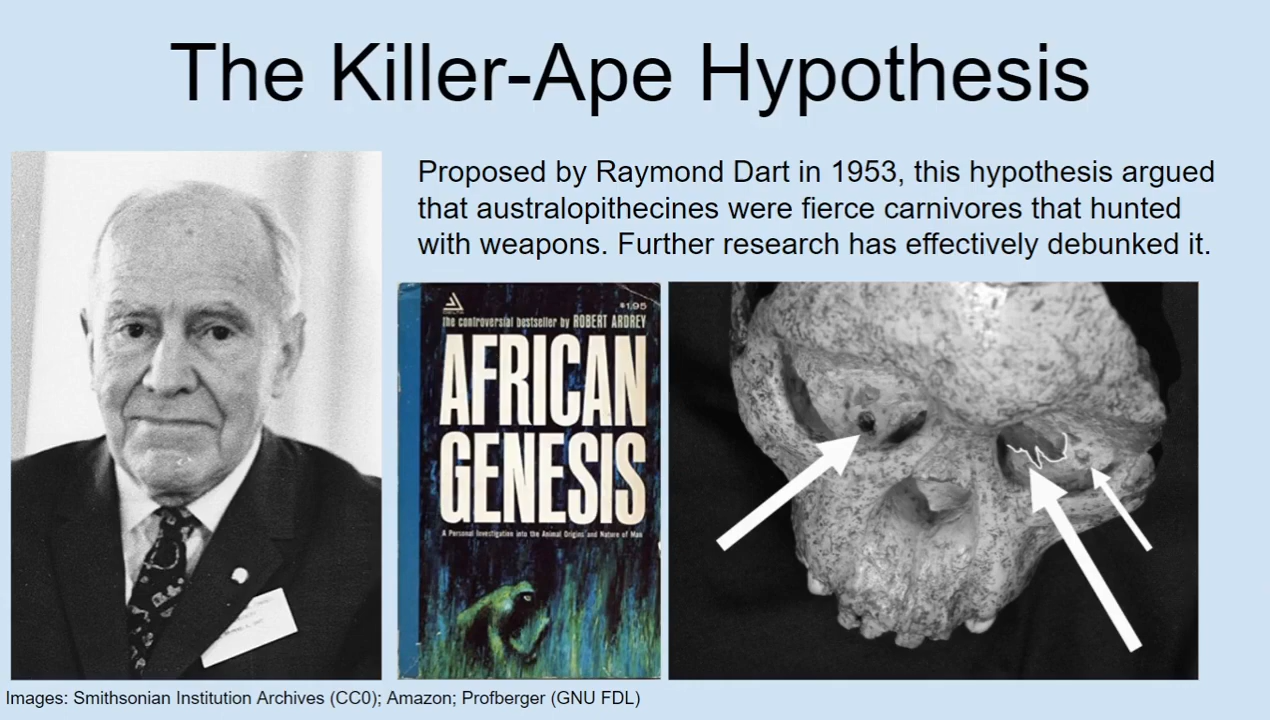 The Killer-Ape Hypothesis
Proposed by Raymond Dart in 1953, this hypothesis argued
that australopithecines were fierce carnivores that hunted
with weapons. Further research has effectively debunked it.
$1.95
the controversial bestseller by ROBERT ARDREY
AFRICAN
GENESIS
A Personal Investigation into the Animal Origins and Nature of Man
Images: Smithsonian Institution Archives (CC0); Amazon; Profberger (GNU FDL)